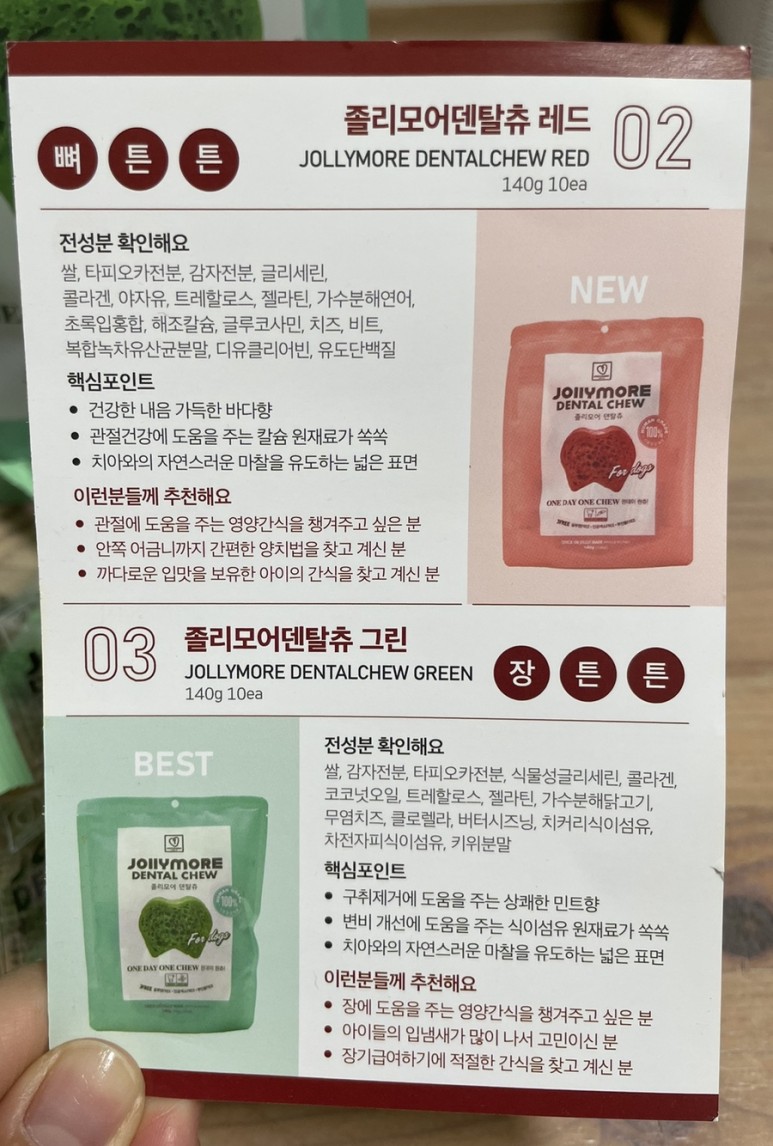 뼈 튼 튼
졸리모어덴탈츄 레드
JOLLYMORE DENTALCHEW RED
140g 10ea
02
전성분 확인해요
쌀, 타피오카전분, 감자전분, 글리세린,
콜라겐, 야자유, 트레할로스, 젤라틴, 가수분해연어,
초록입홍합, 해조칼슘, 글루코사민, 치즈, 비트,
복합녹차유산균분말, 디유클리어빈, 유도단백질
핵심포인트
• 건강한 내음 가득한 바다향
• 관절건강에 도움을 주는 칼슘 원재료가 쏙쏙
• 치아와의 자연스러운 마찰을 유도하는 넓은 표면
이런분들께 추천해요
• 관절에 도움을 주는 영양간식을 챙겨주고 싶은 분
• 안쪽 어금니까지 간편한 양치법을 찾고 계신 분
• 까다로운 입맛을 보유한 아이의 간식을 찾고 계신 분
NEW
JOllYMORE
DENTAL CHEW
졸리모어 덴탈츄
100%
For dogs
ONE DAY ONE CHEW
03
졸리모어덴탈츄 그린
JOLLYMORE DENTALCHEW GREEN
140g 10ea
장 튼 튼
BEST
JOllYMORE
DENTAL CHEW
졸리모어 덴탈츄
100%
For dogs
ONE DAY ONE CHEW
전성분 확인해요
쌀, 감자전분, 타피오카전분, 식물성글리세린, 콜라겐,
코코넛오일, 트레할로스, 젤라틴, 가수분해닭고기,
무염치즈, 클로렐라, 버터시즈닝, 치커리식이섬유,
차전자피식이섬유, 키위분말
핵심포인트
• 구취제거에 도움을 주는 상쾌한 민트향
• 변비 개선에 도움을 주는 식이섬유 원재료가 쏙쏙
• 치아와의 자연스러운 마찰을 유도하는 넓은 표면
이런분들께 추천해요
• 장에 도움을 주는 영양간식을 챙겨주고 싶은 분
• 아이들의 입냄새가 많이 나서 고민이신 분
• 장기급여하기에 적절한 간식을 찾고 계신 분